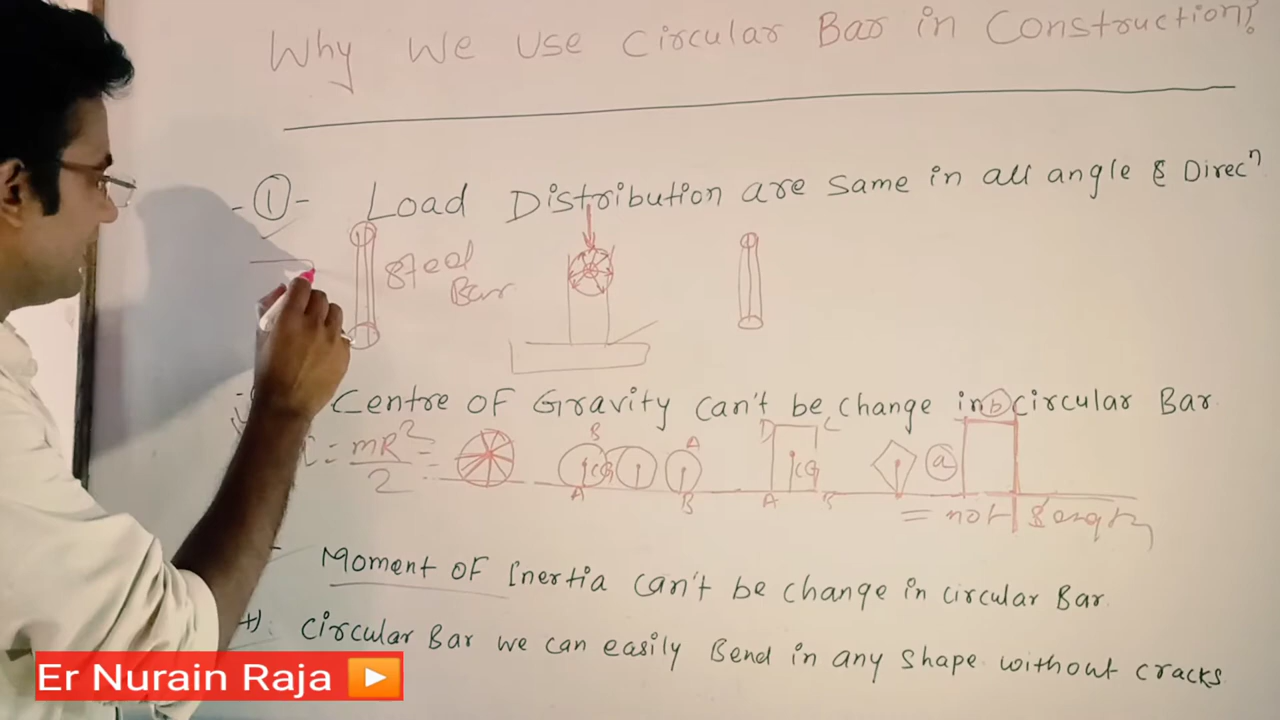 Why We Use Circular Bar in Construction?
-①- Load Distribution are same in all angle & Direcⁿ
Steel
Bar
Centre of Gravity can't be change in circular Bar
b
B
A
D
C
= mR²/2 =
CG
CG
a
A
B
A
B
= not
Moment of Inertia can't be change in circular Bar
4). Circular Bar we can easily Bend in any shape without cracks.
Er Nurain Raja